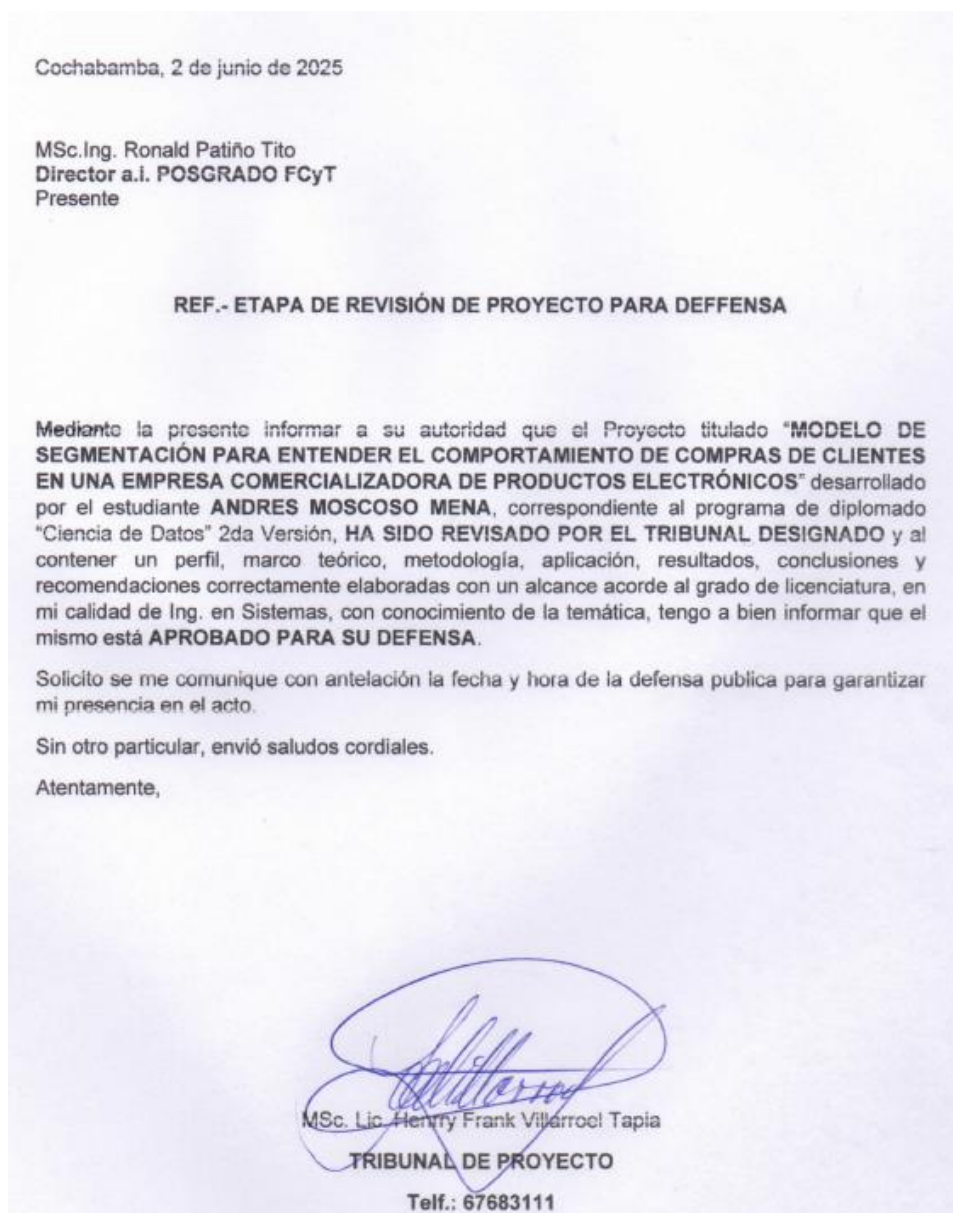 Cochabamba, 2 de junio de 2025
MSc.Ing. Ronald Patiño Tito
Director a.i. POSGRADO FCyT
Presente
REF.- ETAPA DE REVISIÓN DE PROYECTO PARA DEFFENSA
Mediante la presente informar a su autoridad que el Proyecto titulado “MODELO DE
SEGMENTACIÓN PARA ENTENDER EL COMPORTAMIENTO DE COMPRAS DE CLIENTES
EN UNA EMPRESA COMERCIALIZADORA DE PRODUCTOS ELECTRÓNICOS” desarrollado
por el estudiante ANDRES MOSCOSO MENA, correspondiente al programa de diplomado
“Ciencia de Datos” 2da Versión, HA SIDO REVISADO POR EL TRIBUNAL DESIGNADO y al
contener un perfil, marco teórico, metodología, aplicación, resultados, conclusiones y
recomendaciones correctamente elaboradas con un alcance acorde al grado de licenciatura, en
mi calidad de Ing. en Sistemas, con conocimiento de la temática, tengo a bien informar que el
mismo está APROBADO PARA SU DEFENSA.
Solicito se me comunique con antelación la fecha y hora de la defensa publica para garantizar
mi presencia en el acto.
Sin otro particular, envió saludos cordiales.
Atentamente,
MSc. Lic. Henrry Frank Villarroel Tapia
TRIBUNAL DE PROYECTO
Telf.: 67683111